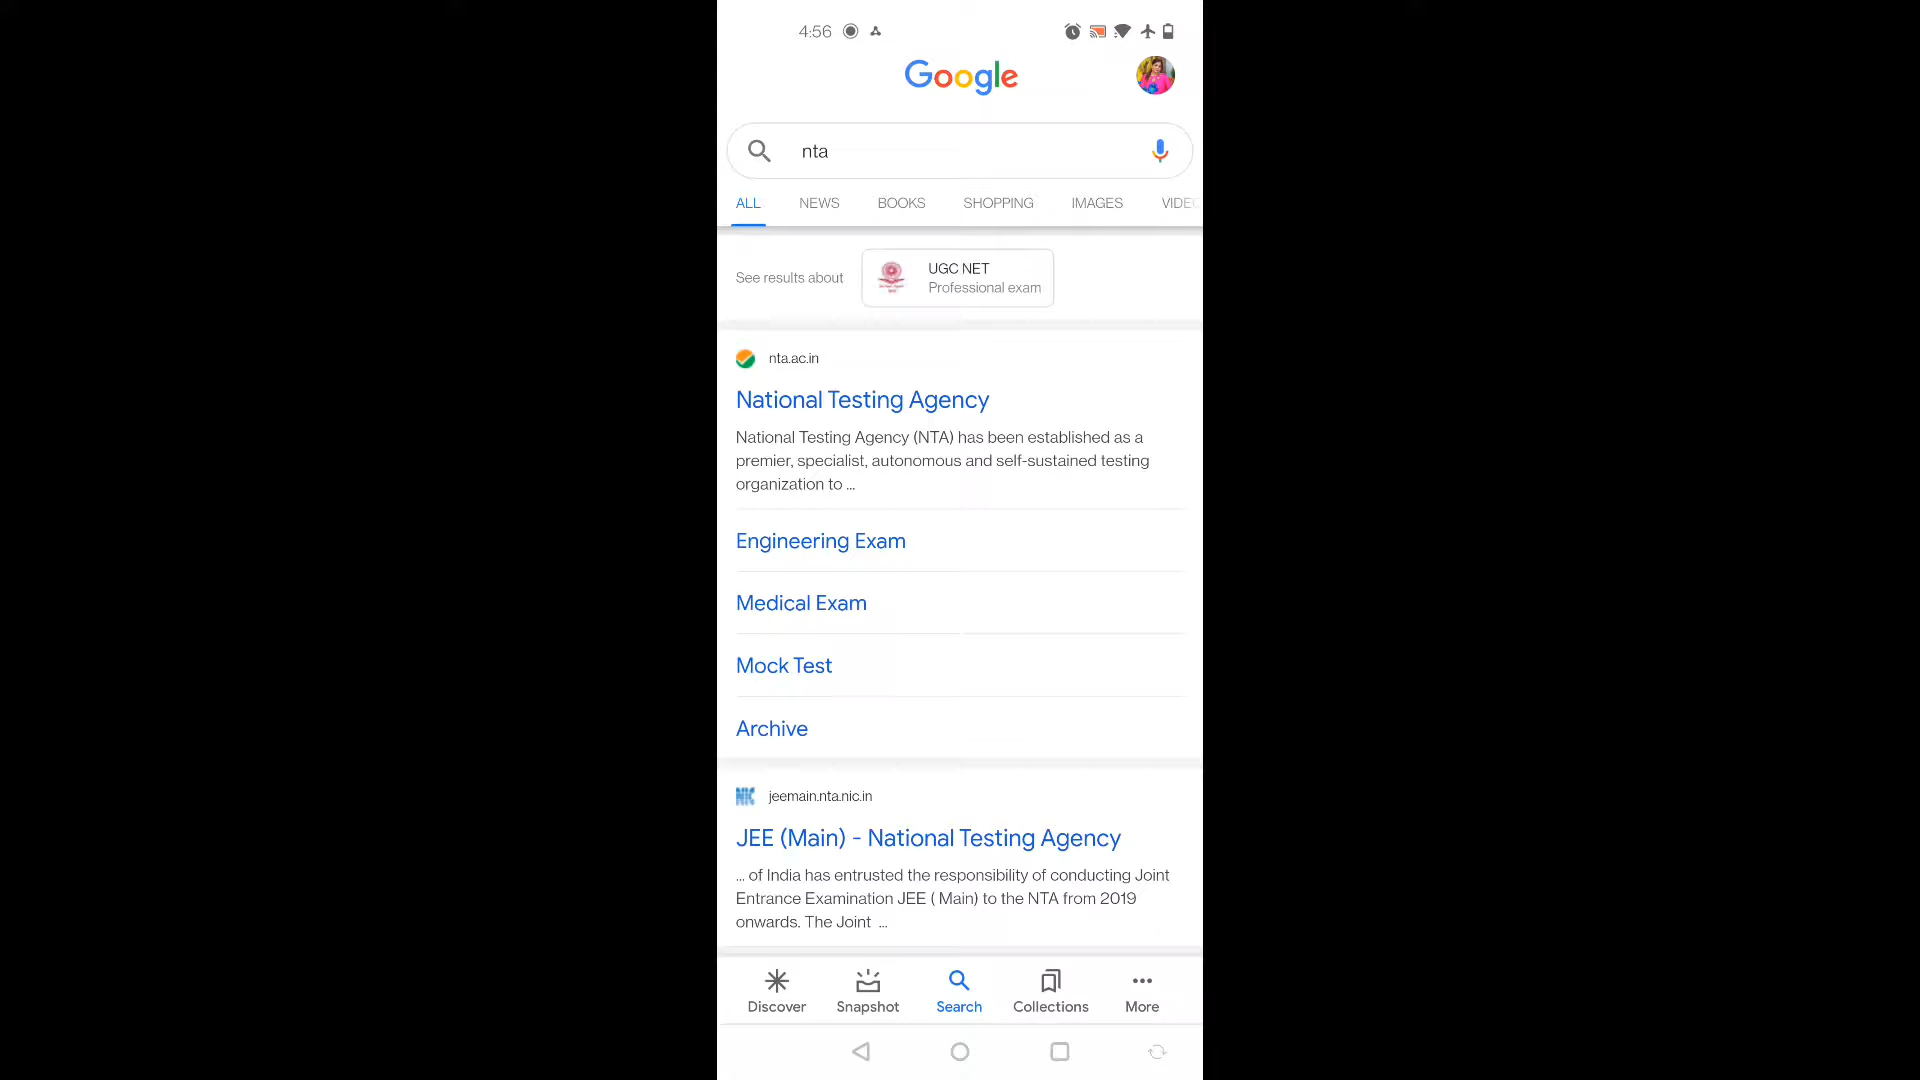 4:56
Google
nta
ALL NEWS BOOKS SHOPPING IMAGES VIDEO
See results about
UGC NET
Professional exam
nta.ac.in
National Testing Agency
National Testing Agency (NTA) has been established as a
premier, specialist, autonomous and self-sustained testing
organization to ...
Engineering Exam
Medical Exam
Mock Test
Archive
NIC jeemain.nta.nic.in
JEE (Main) - National Testing Agency
... of India has entrusted the responsibility of conducting Joint
Entrance Examination JEE ( Main) to the NTA from 2019
onwards. The Joint ...
Discover Snapshot Search Collections More